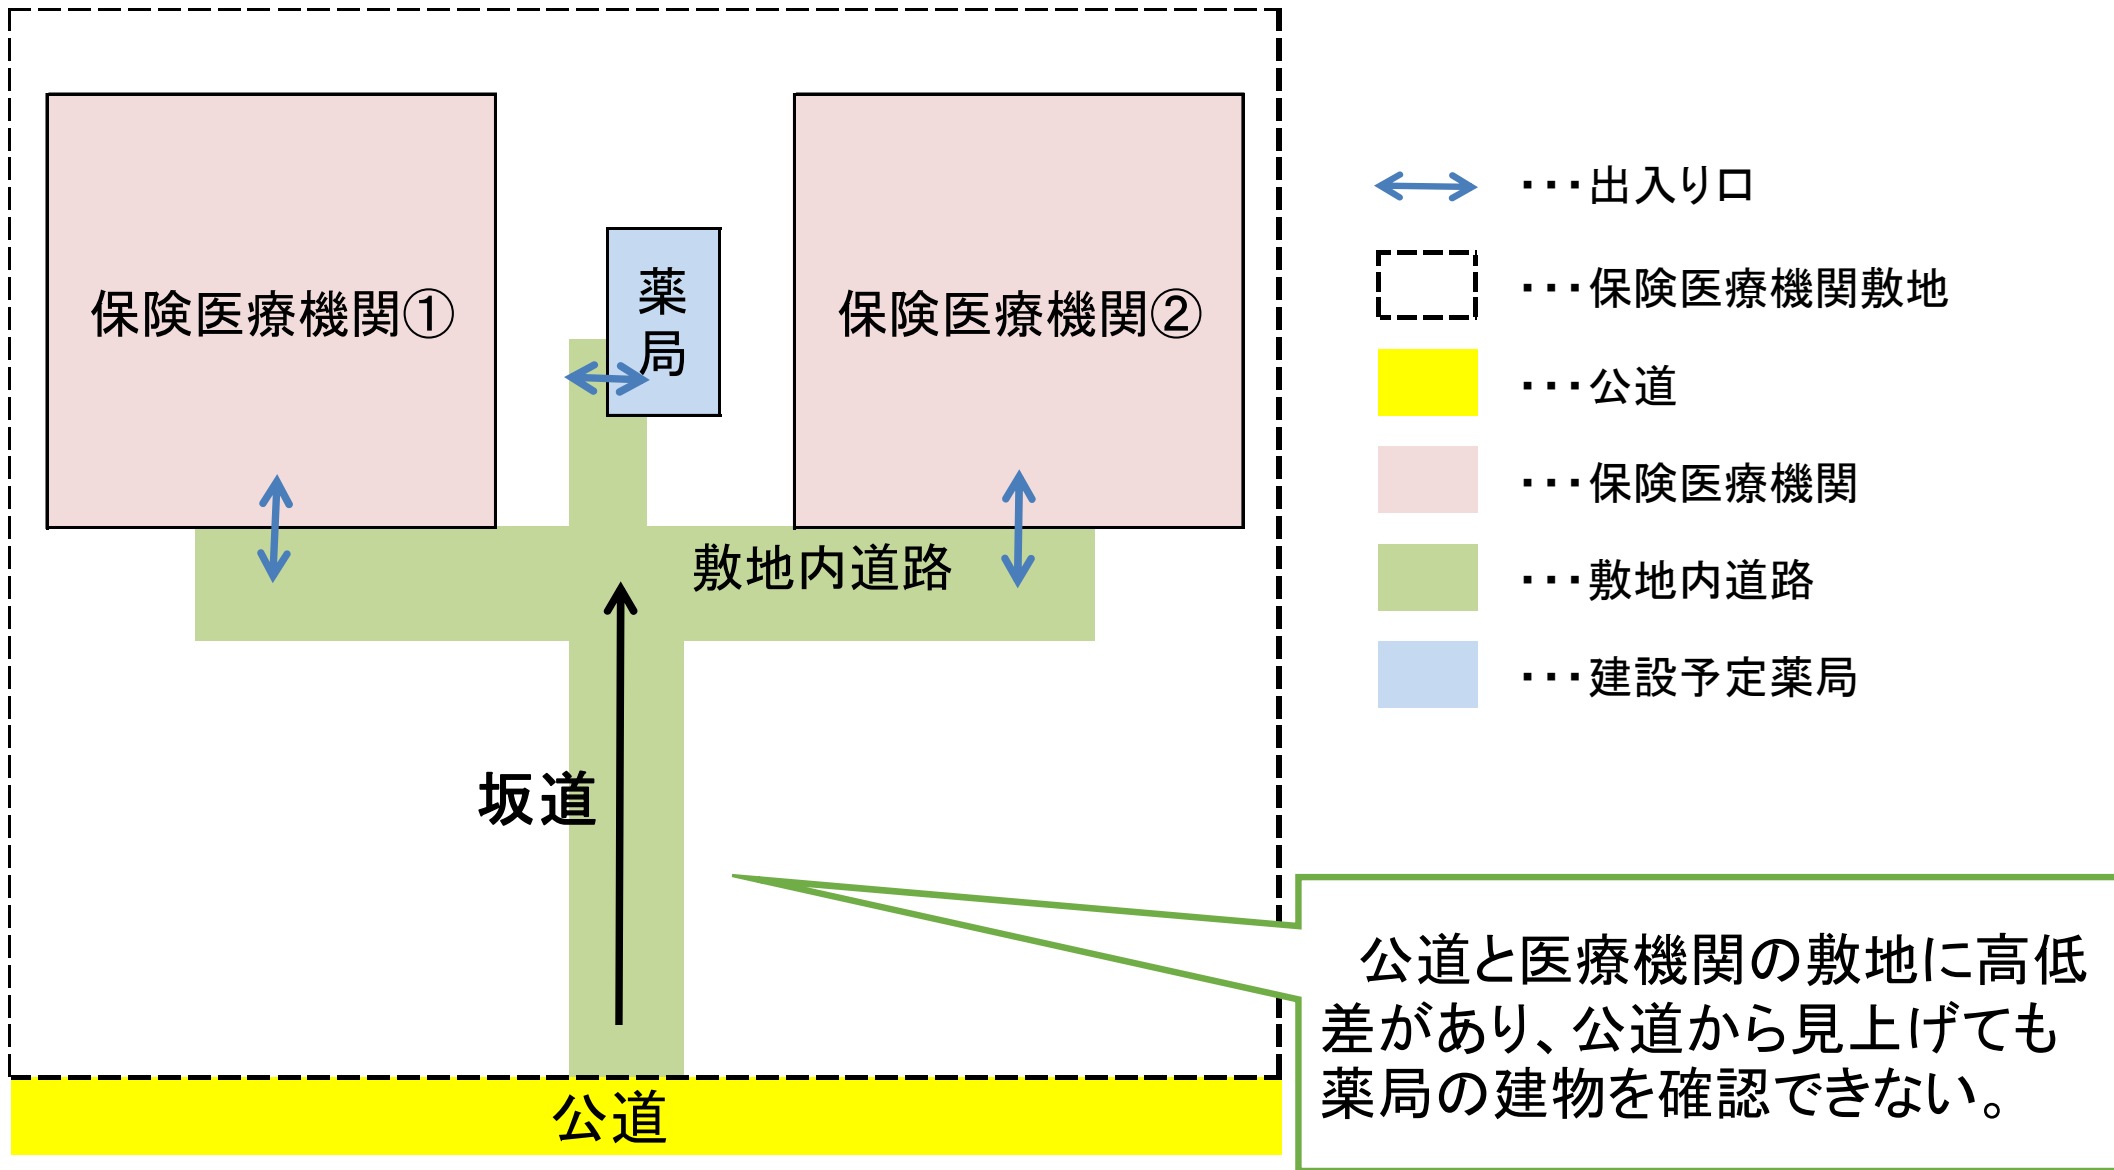 保険医療機関①
薬
局
保険医療機関②
敷地内道路
坂道
公道
・・・出入り口
・・・保険医療機関敷地
・・・公道
・・・保険医療機関
・・・敷地内道路
・・・建設予定薬局
公道と医療機関の敷地に高低
差があり、公道から見上げても
薬局の建物を確認できない。